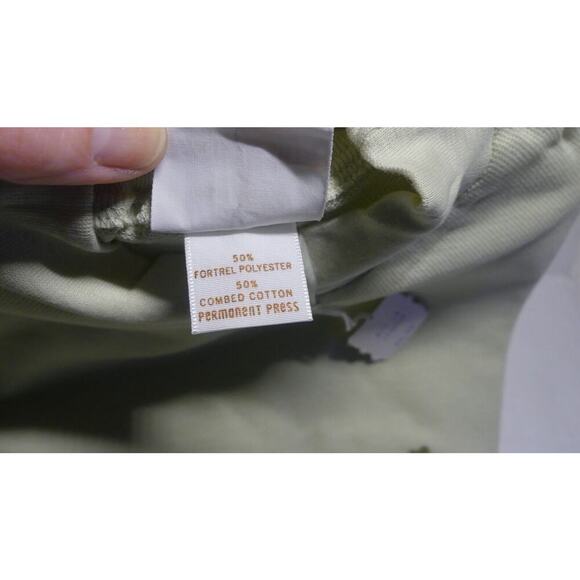 50%
FORTREL POLYESTER
50%
COMBED COTTON
PERMANENT PRESS